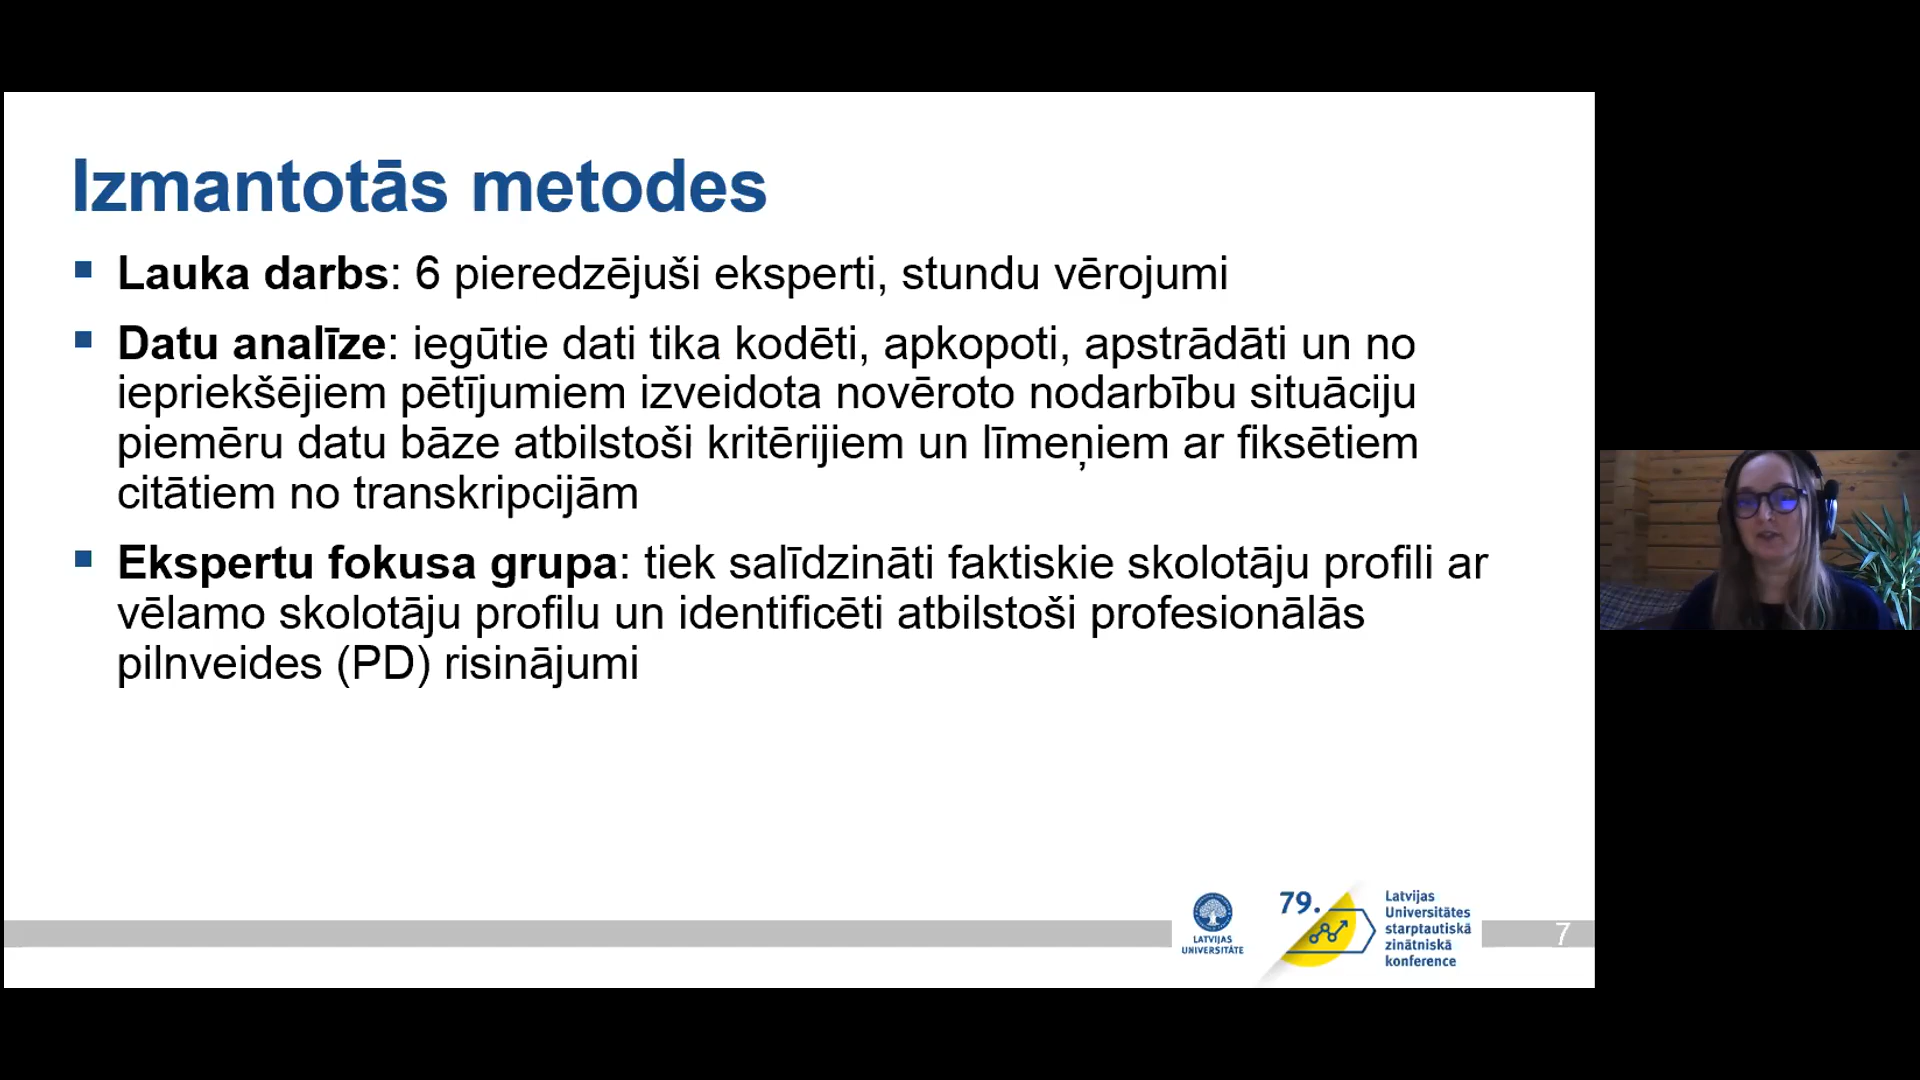 Izmantotās metodes
Lauka darbs: 6 pieredzējuši eksperti, stundu vērojumi
Datu analīze: iegūtie dati tika kodēti, apkopoti, apstrādāti un no
iepriekšējiem pētījumiem izveidota novēroto nodarbību situāciju
piemēru datu bāze atbilstoši kritērijiem un līmeņiem ar fiksētiem
citātiem no transkripcijām
Ekspertu fokusa grupa: tiek salīdzināti faktiskie skolotāju profili ar
vēlamo skolotāju profilu un identificēti atbilstoši profesionālās
pilnveides (PD) risinājumi
LATVIJAS
UNIVERSITĀTE
79.
Latvijas
Universitātes
starptautiskā
zinātniskā
konference
7